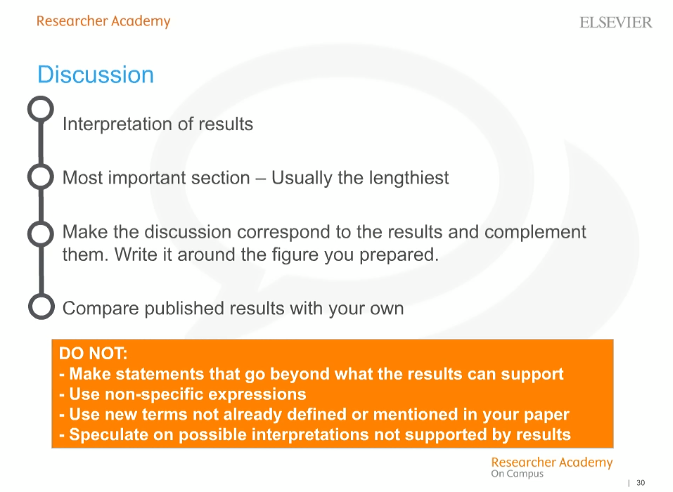 Researcher Academy
ELSEVIER
Discussion
Interpretation of results
Most important section – Usually the lengthiest
Make the discussion correspond to the results and complement
them. Write it around the figure you prepared.
Compare published results with your own
DO NOT:
- Make statements that go beyond what the results can support
- Use non-specific expressions
- Use new terms not already defined or mentioned in your paper
- Speculate on possible interpretations not supported by results
Researcher Academy
On Campus
| 30